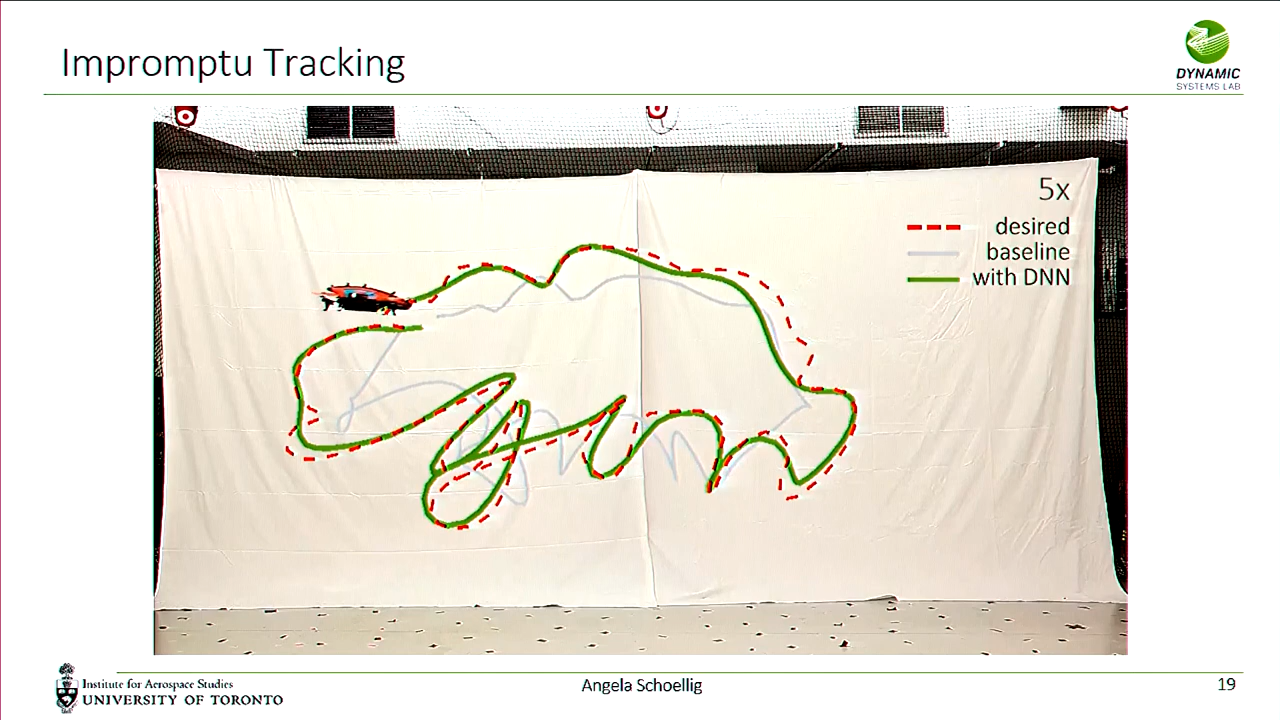 Impromptu Tracking
DYNAMIC
SYSTEMS LAB
5x
desired
baseline
with DNN
Institute for Aerospace Studies
UNIVERSITY OF TORONTO
Angela Schoellig
19